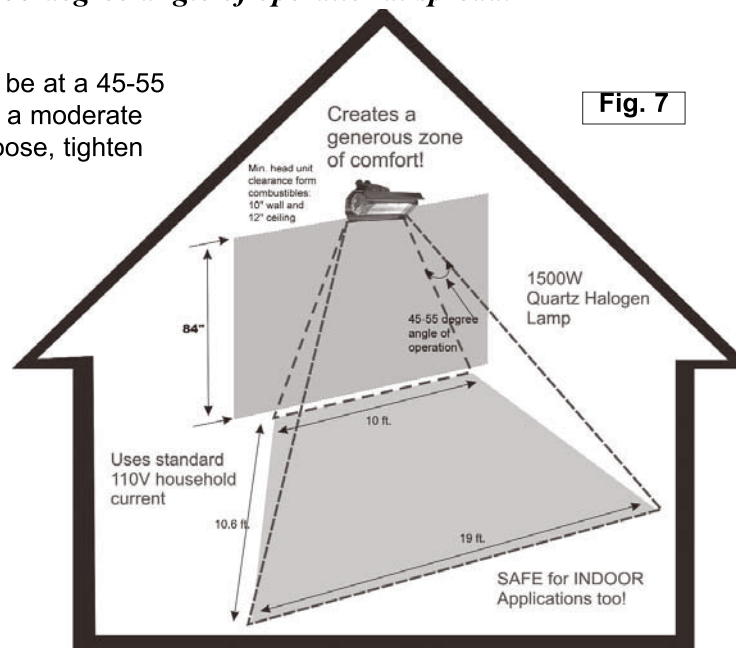 be at a 45-55
a moderate
oose, tighten
Fig. 7
Creates a
generous zone
of comfort!
Min. head unit
clearance form
combustibles:
10" wall and
12" ceiling
84"
1500W
Quartz Halogen
Lamp
45-55 degree
angle of
operation
10 ft.
Uses standard
110V household
current
10.6 ft.
19 ft.
SAFE for INDOOR
Applications too!